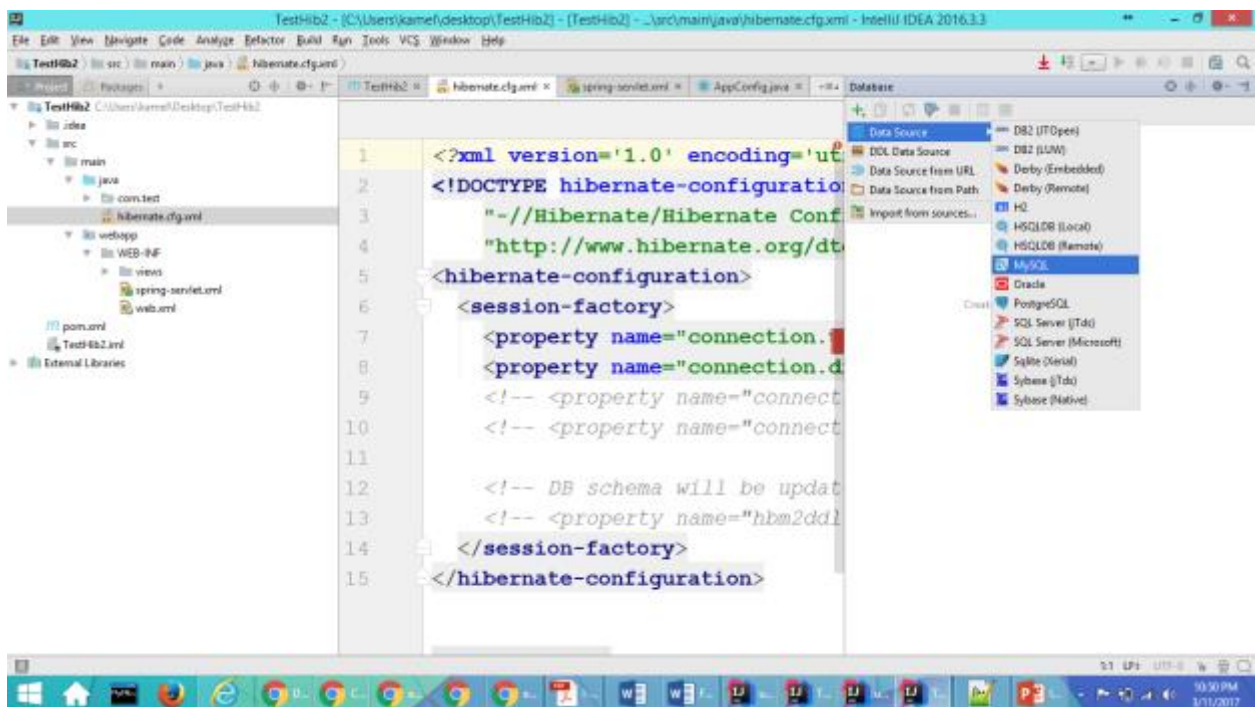 TestHib2 - [C:\Users\kamel\desktop\TestHib2] - [TestHib2] - ...\src\main\java\hibernate.cfg.xml - IntelliJ IDEA 2016.3.3
File Edit View Navigate Code Analyze Refactor Build Run Tools VCS Window Help
TestHib2 src main java hibernate.cfg.xml
Project Packages
TestHib2 hibernate.cfg.xml spring-servlet.xml AppConfig.java
Database
TestHib2 C:\Users\kamel\Desktop\TestHib2
.idea
src
main
java
com.test
hibernate.cfg.xml
webapp
WEB-INF
views
spring-servlet.xml
web.xml
pom.xml
TestHib2.iml
External Libraries
1 <?xml version='1.0' encoding='ut
2 <!DOCTYPE hibernate-configuratio
3 "-//Hibernate/Hibernate Conf
4 "http://www.hibernate.org/dt
5 <hibernate-configuration>
6 <session-factory>
7 <property name="connection.
8 <property name="connection.d
9 <!-- <property name="connect
10 <!-- <property name="connect
11
12 <!-- DB schema will be updat
13 <!-- <property name="hbm2ddl
14 </session-factory>
15 </hibernate-configuration>
Data Source
DDL Data Source
Data Source from URL
Data Source from Path
Import from sources...
Creat
DB2 (JTOpen)
DB2 (LUW)
Derby (Embedded)
Derby (Remote)
H2
HSQLDB (Local)
HSQLDB (Remote)
MySQL
Oracle
PostgreSQL
SQL Server (jTds)
SQL Server (Microsoft)
Sqlite (Xerial)
Sybase (jTds)
Sybase (Native)
1:1 UTF-8
10:30 PM
3/11/2017